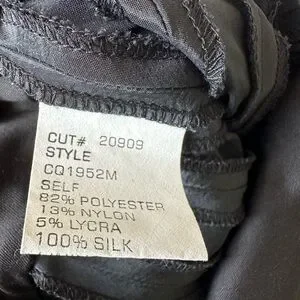 CUT# 20909
STYLE
CQ1952M
SELF
82% POLYESTER
13% NYLON
5% LYCRA
100% SILK